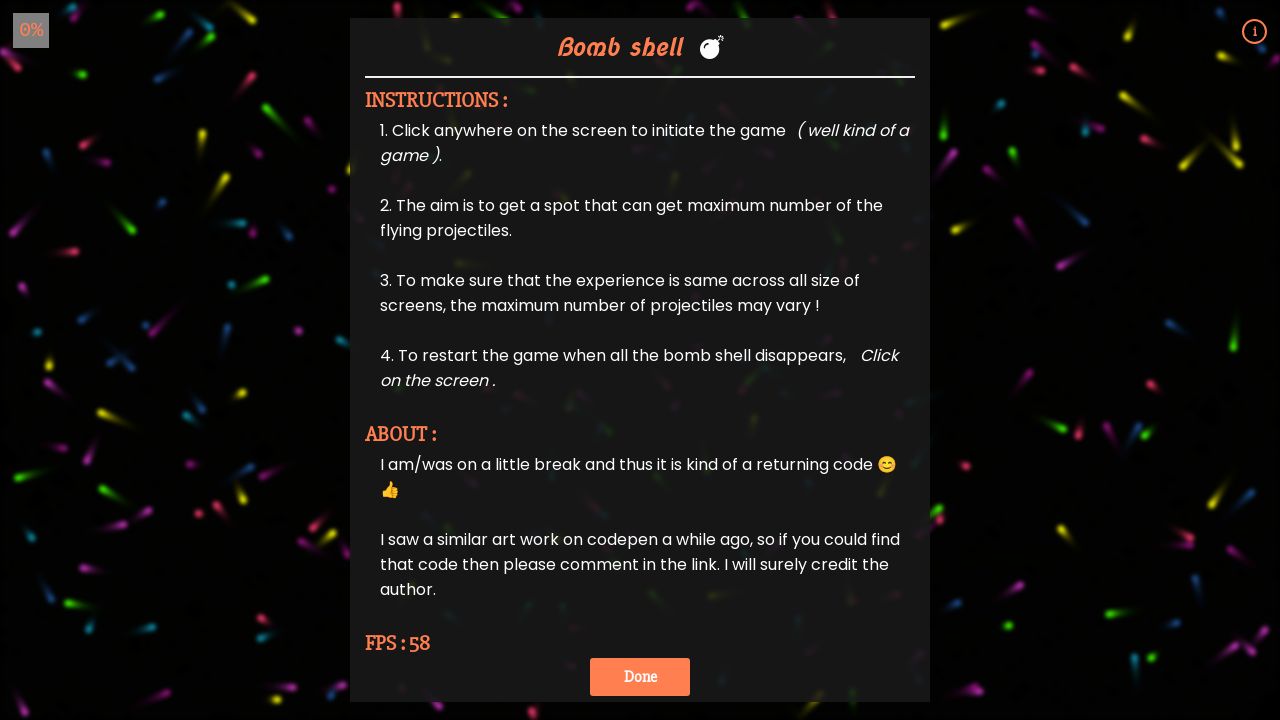 0%
i
Bomb shell 💣
INSTRUCTIONS :
1. Click anywhere on the screen to initiate the game ( well kind of a
game ).
2. The aim is to get a spot that can get maximum number of the
flying projectiles.
3. To make sure that the experience is same across all size of
screens, the maximum number of projectiles may vary !
4. To restart the game when all the bomb shell disappears, Click
on the screen .
ABOUT :
I am/was on a little break and thus it is kind of a returning code 😊
👍
I saw a similar art work on codepen a while ago, so if you could find
that code then please comment in the link. I will surely credit the
author.
FPS : 58
Done